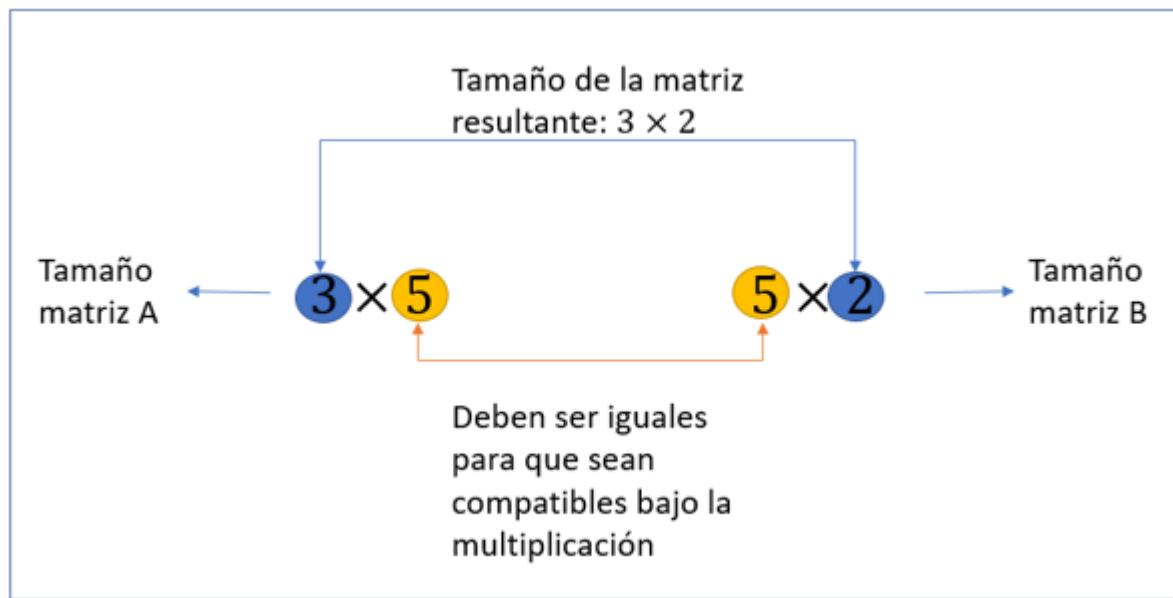 Tamaño de la matriz
resultante: 3 × 2
Tamaño
matriz A
3 × 5
5 × 2
Tamaño
matriz B
Deben ser iguales
para que sean
compatibles bajo la
multiplicación